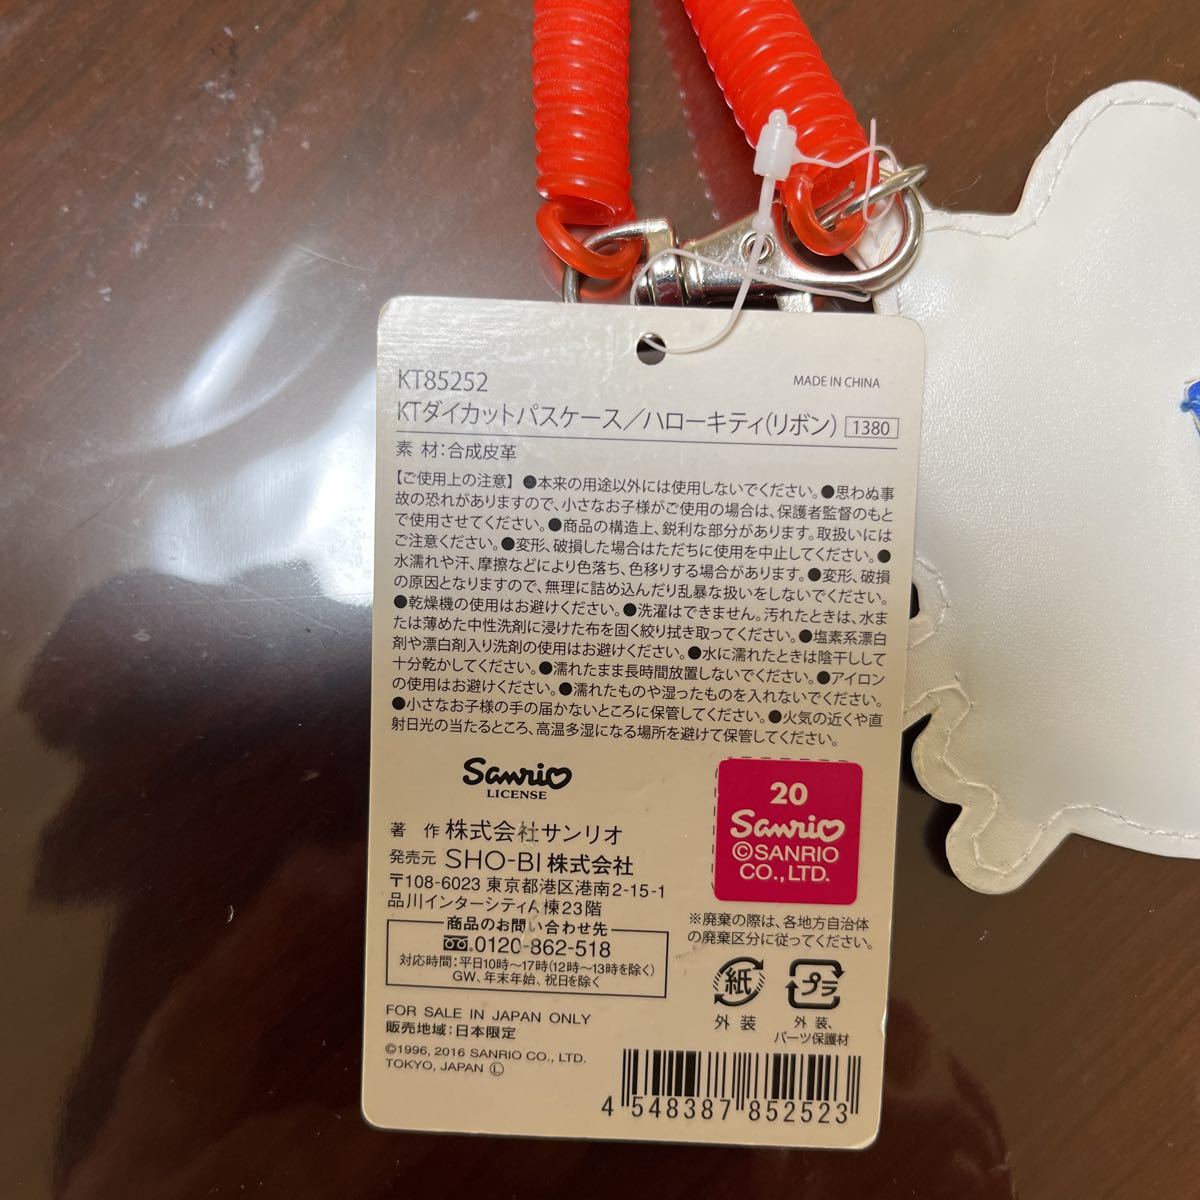 KT85252
MADE IN CHINA
KTダイカットパスケース／ハローキティ(リボン) 1380
素 材：合成皮革
【ご使用上の注意】●本来の用途以外には使用しないでください。●思わぬ事
故の恐れがありますので、小さなお子様がご使用の場合は、保護者監督のもと
で使用させてください。●商品の構造上、鋭利な部分があります。取扱いには
ご注意ください。●変形、破損した場合はただちに使用を中止してください。●
水濡れや汗、摩擦などにより色落ち、色移りする場合があります。●変形、破損
の原因となりますので、無理に詰め込んだり乱暴な扱いをしないでください。
●乾燥機の使用はお避けください。●洗濯はできません。汚れたときは、水ま
たは薄めた中性洗剤に浸けた布を固く絞り拭き取ってください。●塩素系漂白
剤や漂白剤入り洗剤の使用はお避けください。●水に濡れたときは陰干しして
十分乾かしてください。●濡れたまま長時間放置しないでください。●アイロン
の使用はお避けください。●濡れたものや湿ったものを入れないでください。
●小さなお子様の手の届かないところに保管してください。●火気の近くや直
射日光の当たるところ、高温多湿になる場所を避けて保管してください。
Sanrio
LICENSE
著 作 株式会社サンリオ
発売元 SHO-BI株式会社
〒108-6023 東京都港区港南2-15-1
品川インターシティA棟23階
商品のお問い合わせ先
0120-862-518
対応時間：平日10時～17時(12時～13時を除く)
GW、年末年始、祝日を除く
20
Sanrio
©SANRIO
CO., LTD.
※廃棄の際は、各地方自治体
の廃棄区分に従ってください。
紙
外 装
プラ
外 装、
パーツ保護材
FOR SALE IN JAPAN ONLY
販売地域：日本限定
©1996, 2016 SANRIO CO., LTD.
TOKYO, JAPAN Ⓛ
4 548387 852523